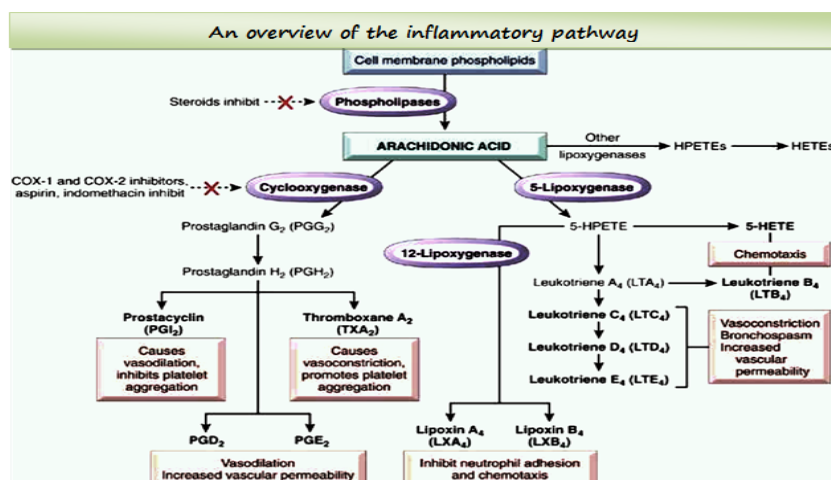 An overview of the inflammatory pathway
Cell membrane phospholipids
Steroids inhibit
Phospholipases
ARACHIDONIC ACID
Other
lipoxygenases
HPETEs
HETEs
COX-1 and COX-2 inhibitors,
aspirin, indomethacin inhibit
Cyclooxygenase
5-Lipoxygenase
Prostaglandin G₂ (PGG₂)
12-Lipoxygenase
5-HPETE
5-HETE
Chemotaxis
Prostaglandin H₂ (PGH₂)
Leukotriene A₄ (LTA₄)
Leukotriene B₄
(LTB₄)
Prostacyclin
(PGI₂)
Thromboxane A₂
(TXA₂)
Causes
vasodilation,
inhibits platelet
aggregation
Causes
vasoconstriction,
promotes platelet
aggregation
Leukotriene C₄ (LTC₄)
Leukotriene D₄ (LTD₄)
Leukotriene E₄ (LTE₄)
Vasoconstriction
Bronchospasm
Increased
vascular
permeability
PGD₂
PGE₂
Vasodilation
Increased vascular permeability
Lipoxin A₄
(LXA₄)
Lipoxin B₄
(LXB₄)
Inhibit neutrophil adhesion
and chemotaxis